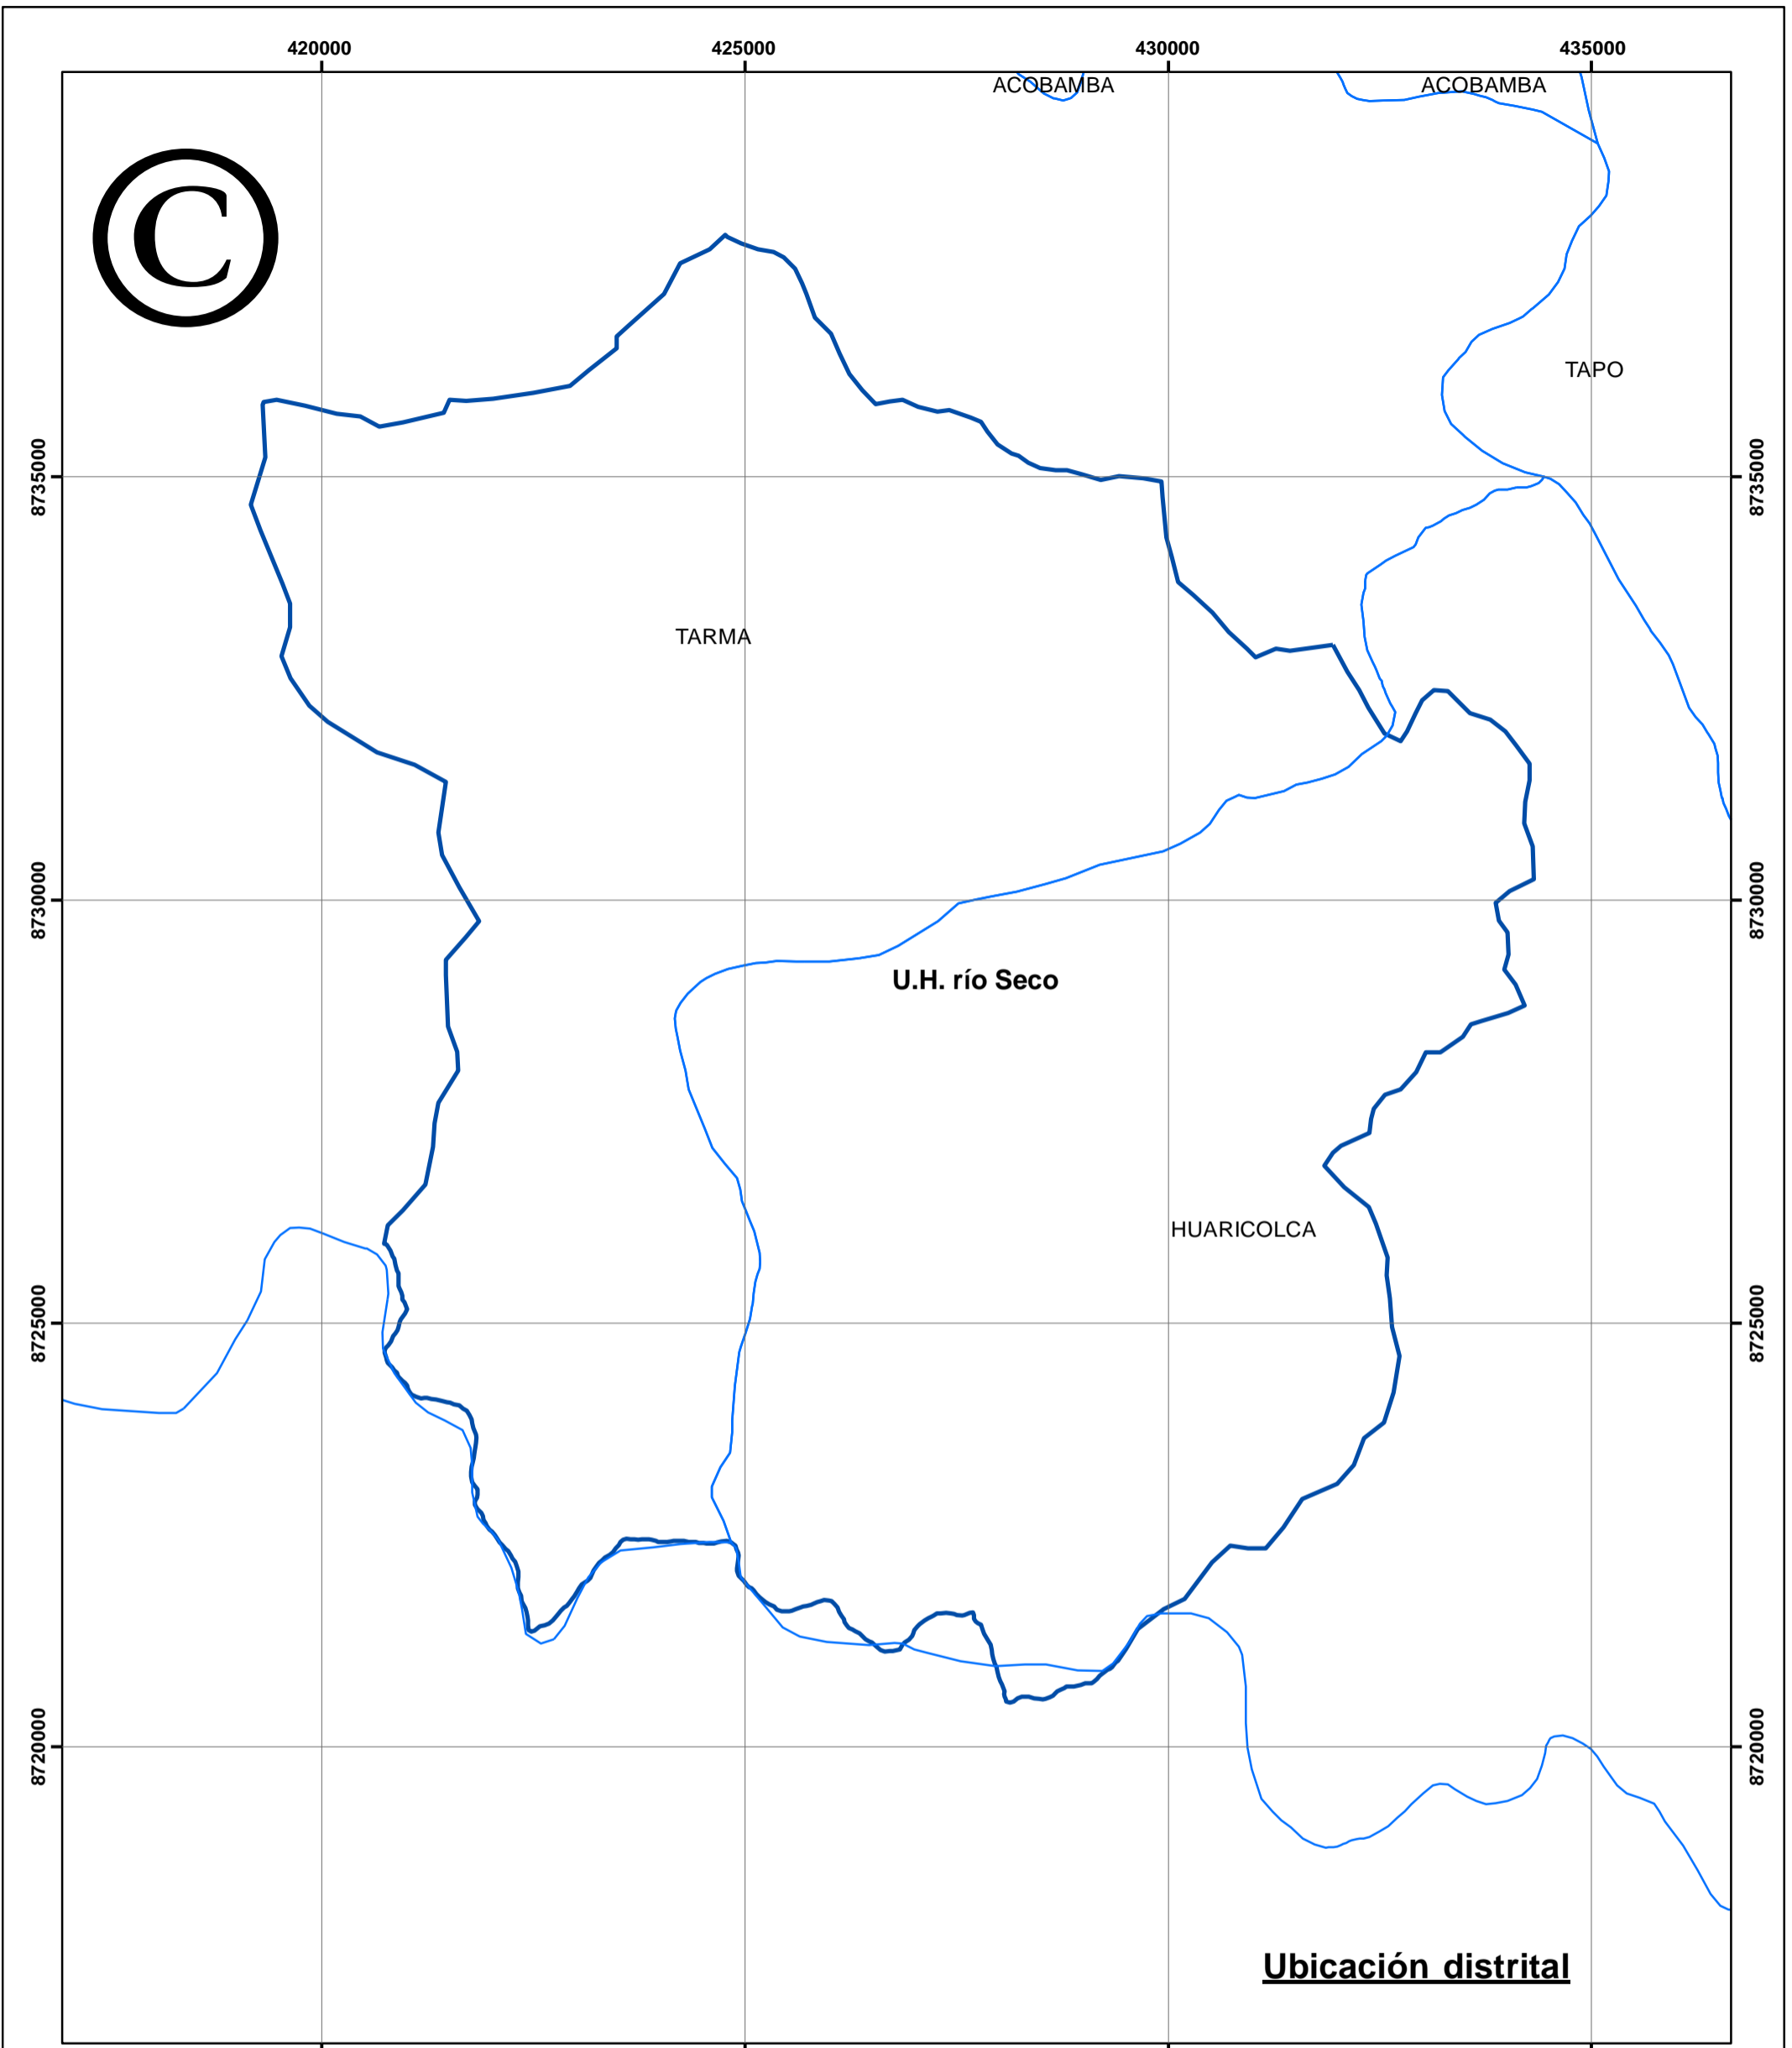 420000 425000 430000 435000
ACOBAMBA ACOBAMBA
©
TAPO
8735000 8735000
TARMA
8730000 8730000
U.H. río Seco
HUARICOLCA
8725000 8725000
8720000 8720000
Ubicación distrital